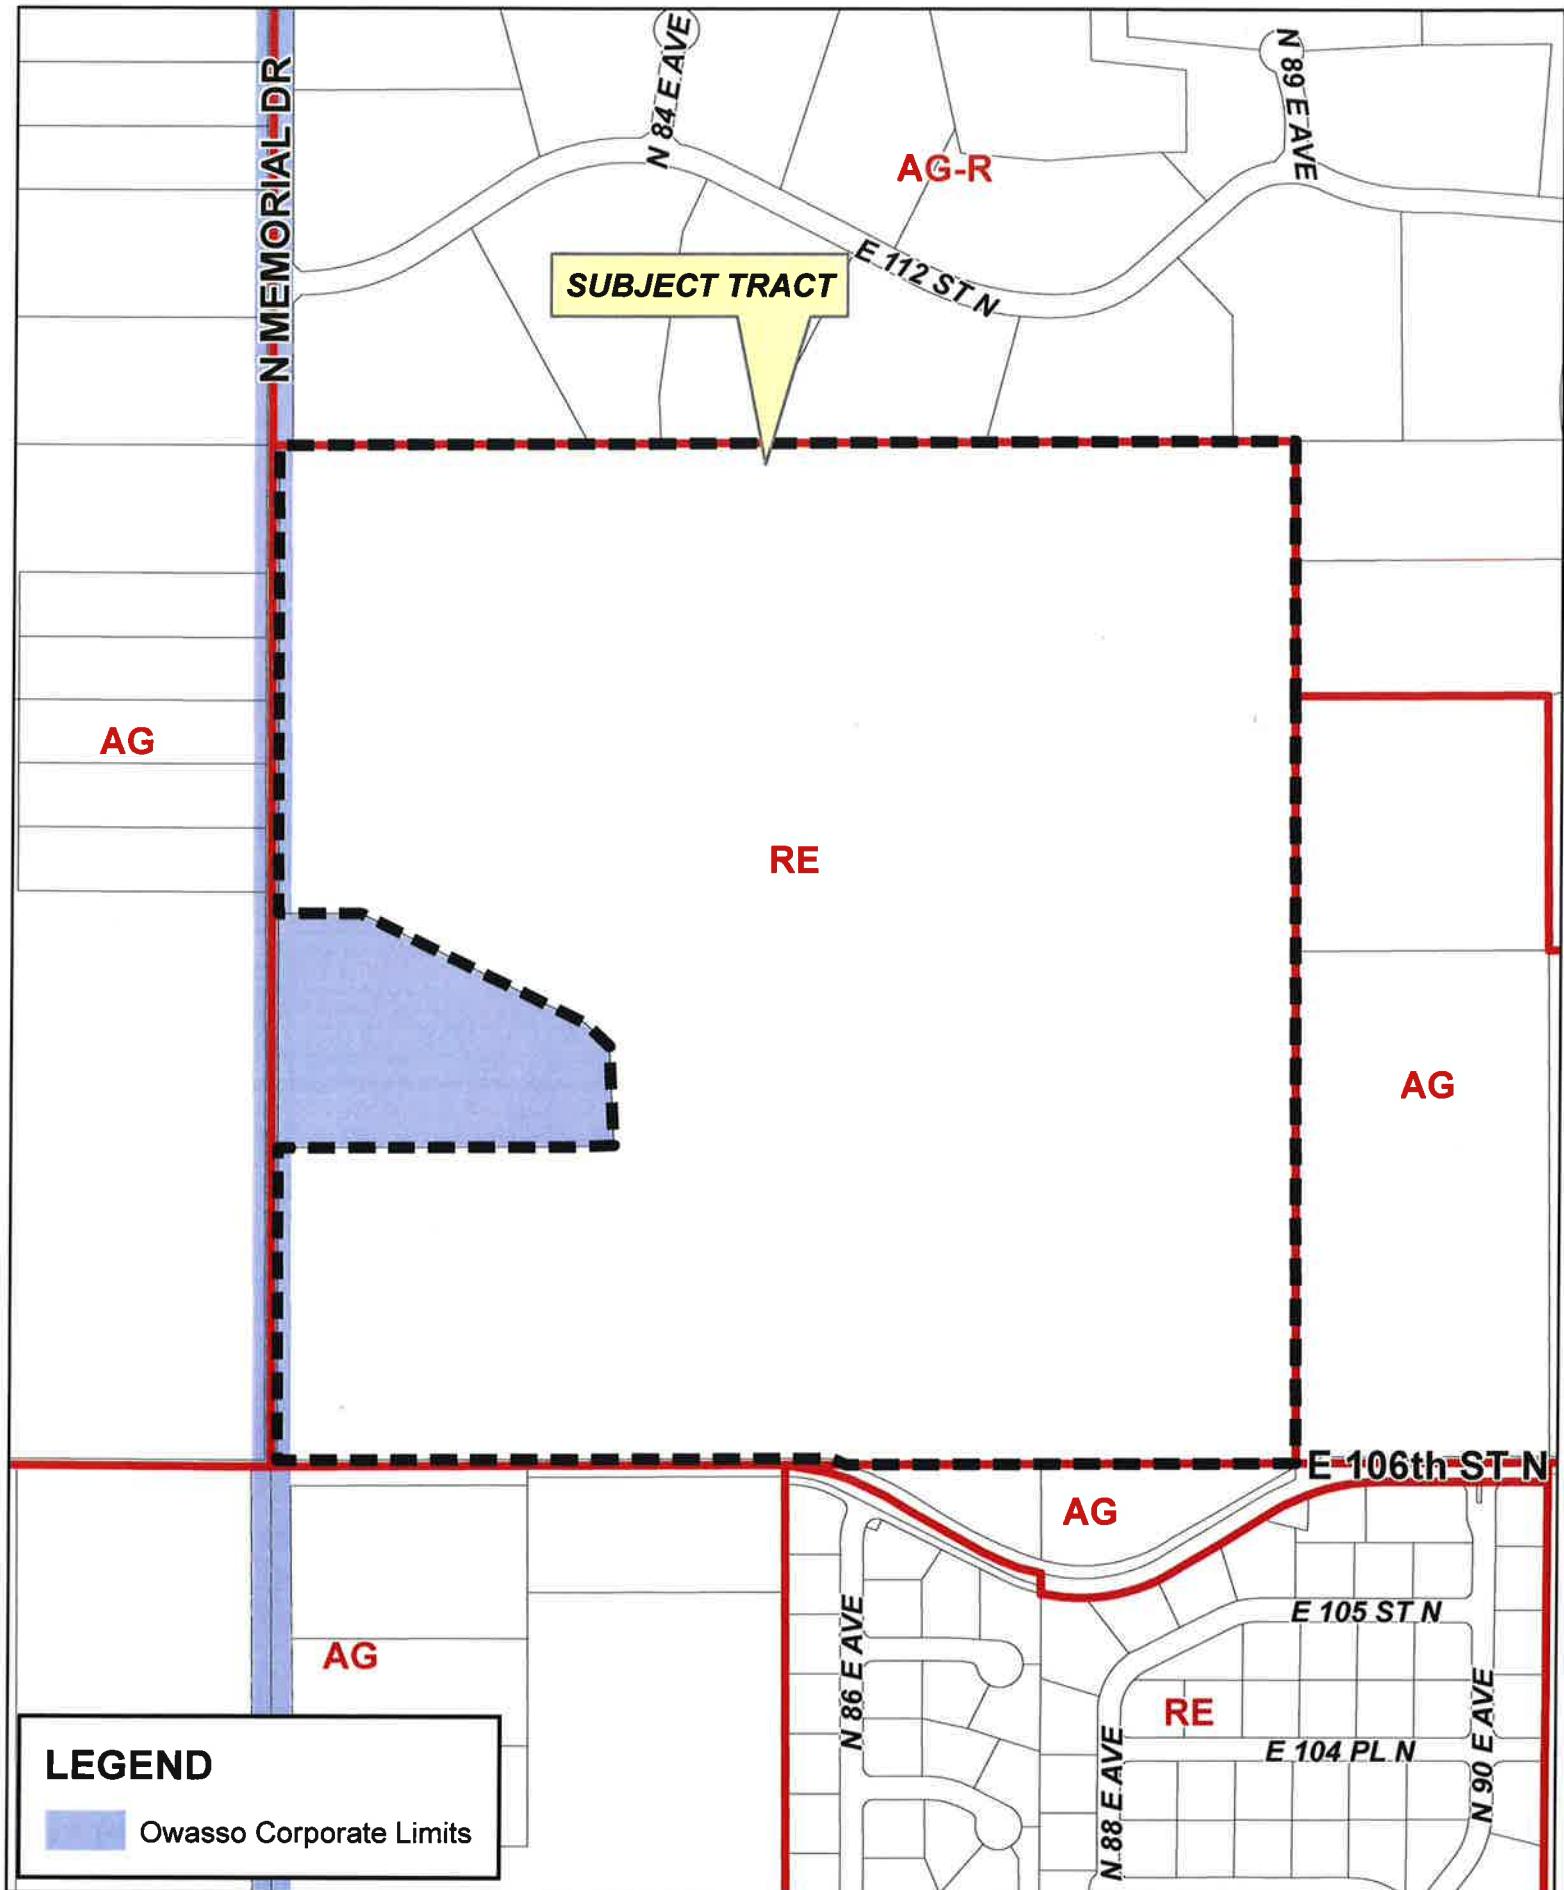 N MEMORIAL DR
N 84 E AVE
N 89 E AVE
AG-R
E 112 ST N
SUBJECT TRACT
AG
RE
AG
E 106th ST N
AG
AG
N 86 E AVE
E 105 ST N
RE
N 88 E AVE
E 104 PL N
N 90 E AVE
LEGEND
Owasso Corporate Limits